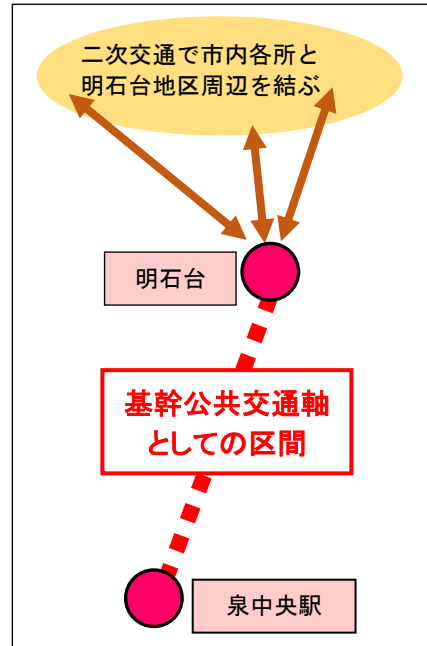 二次交通で市内各所と
明石台地区周辺を結ぶ
明石台
基幹公共交通軸
としての区間
泉中央駅